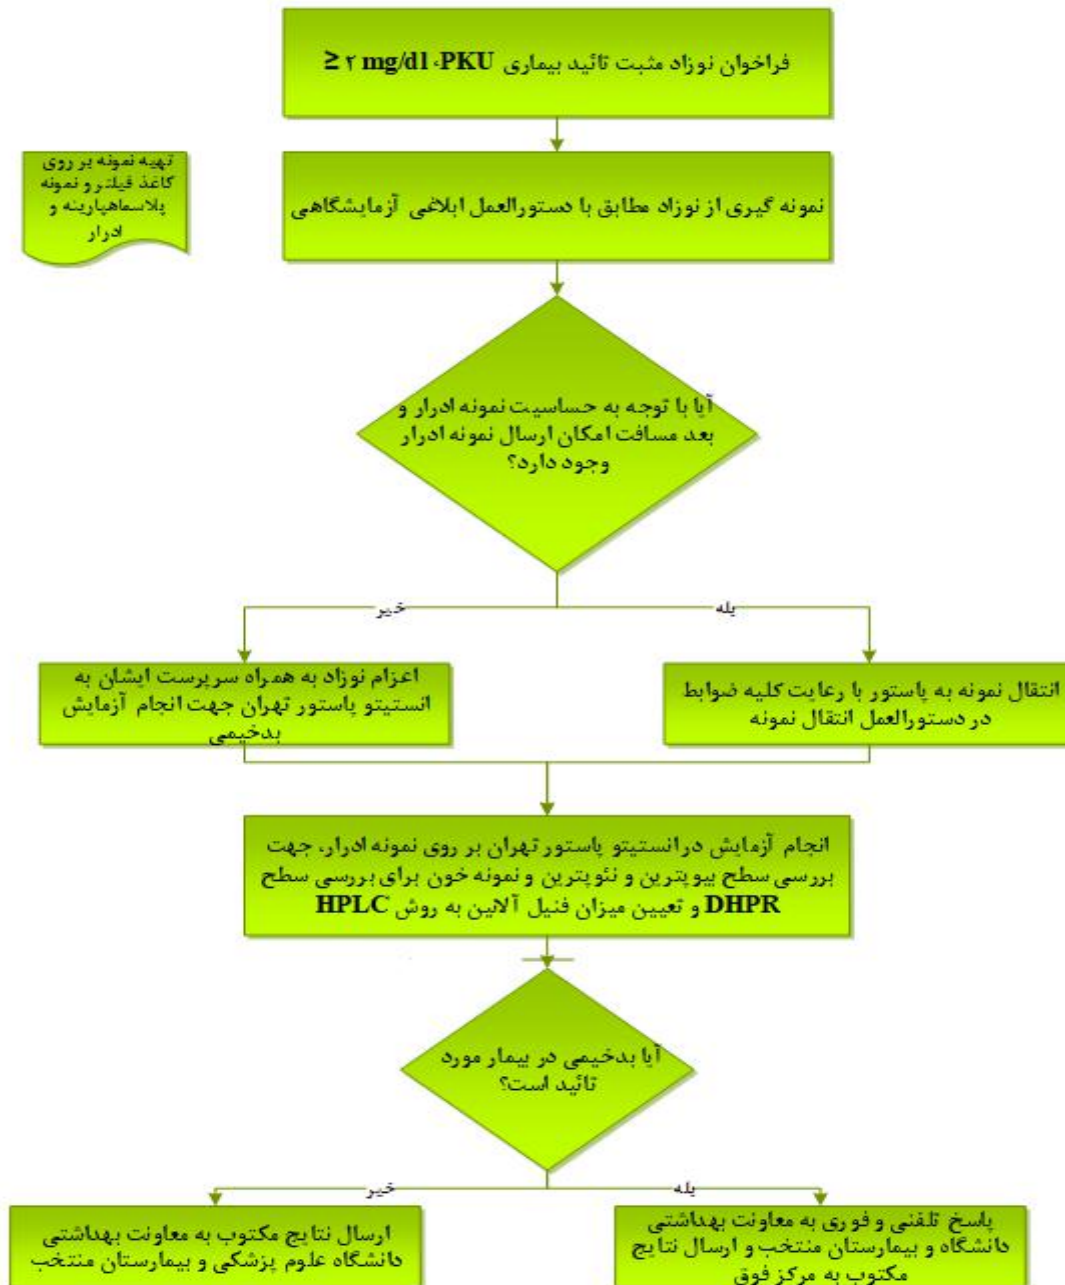 فراخوان نوزاد مثبت تائید بیماری PKU، ۲ mg/dl ≤
تهیه نمونه بر روی
کاغذ فیلتر و نمونه
پلاسماهپارینه و
ادرار
نمونه گیری از نوزاد مطابق با دستورالعمل ابلاغی آزمایشگاهی
آیا با توجه به حساسیت نمونه ادرار و
بعد مسافت امکان ارسال نمونه ادرار
وجود دارد؟
بله
خیر
انتقال نمونه به پاستور با رعایت کلیه ضوابط
در دستورالعمل انتقال نمونه
اعزام نوزاد به همراه سرپرست ایشان به
انستیتو پاستور تهران جهت انجام آزمایش
بدخیمی
انجام آزمایش در انستیتو پاستور تهران بر روی نمونه ادرار، جهت
بررسی سطح بیوپترین و نئوپترین و نمونه خون برای بررسی سطح
DHPR و تعیین میزان فنیل آلانین به روش HPLC
آیا بدخیمی در بیمار مورد
تائید است؟
بله
خیر
پاسخ تلفنی و فوری به معاونت بهداشتی
دانشگاه و بیمارستان منتخب و ارسال نتایج
مکتوب به مرکز فوق
ارسال نتایج مکتوب به معاونت بهداشتی
دانشگاه علوم پزشکی و بیمارستان منتخب